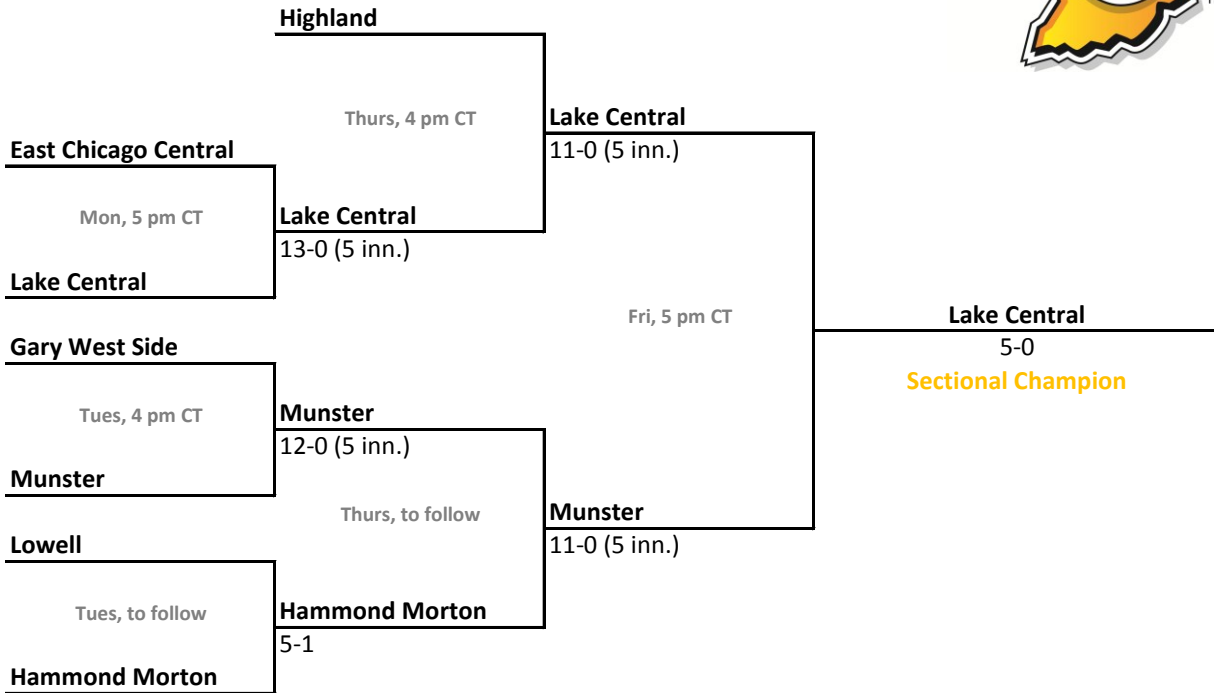 Highland
Thurs, 4 pm CT
Lake Central
11-0 (5 inn.)
East Chicago Central
Mon, 5 pm CT
Lake Central
13-0 (5 inn.)
Lake Central
Fri, 5 pm CT
Lake Central
5-0
Sectional Champion
Gary West Side
Tues, 4 pm CT
Munster
12-0 (5 inn.)
Munster
Thurs, to follow
Munster
11-0 (5 inn.)
Lowell
Tues, to follow
Hammond Morton
5-1
Hammond Morton